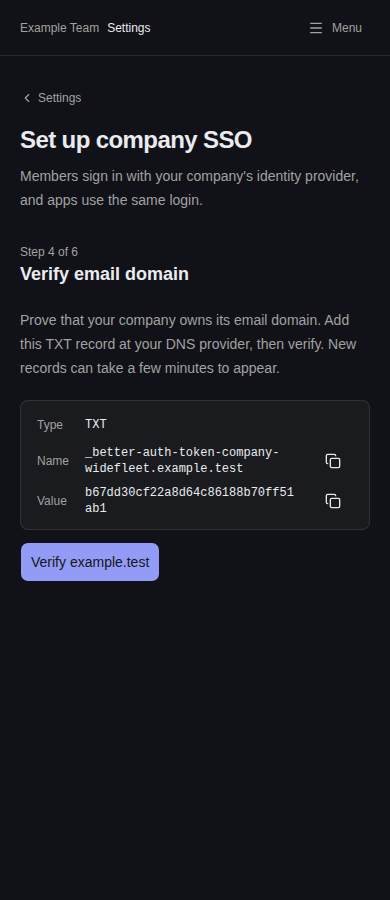 Example Team Settings Menu
Settings
Set up company SSO
Members sign in with your company's identity provider,
and apps use the same login.
Step 4 of 6
Verify email domain
Prove that your company owns its email domain. Add
this TXT record at your DNS provider, then verify. New
records can take a few minutes to appear.
Type TXT
Name _better-auth-token-company-
widefleet.example.test
Value b67dd30cf22a8d64c86188b70ff51
ab1
Verify example.test